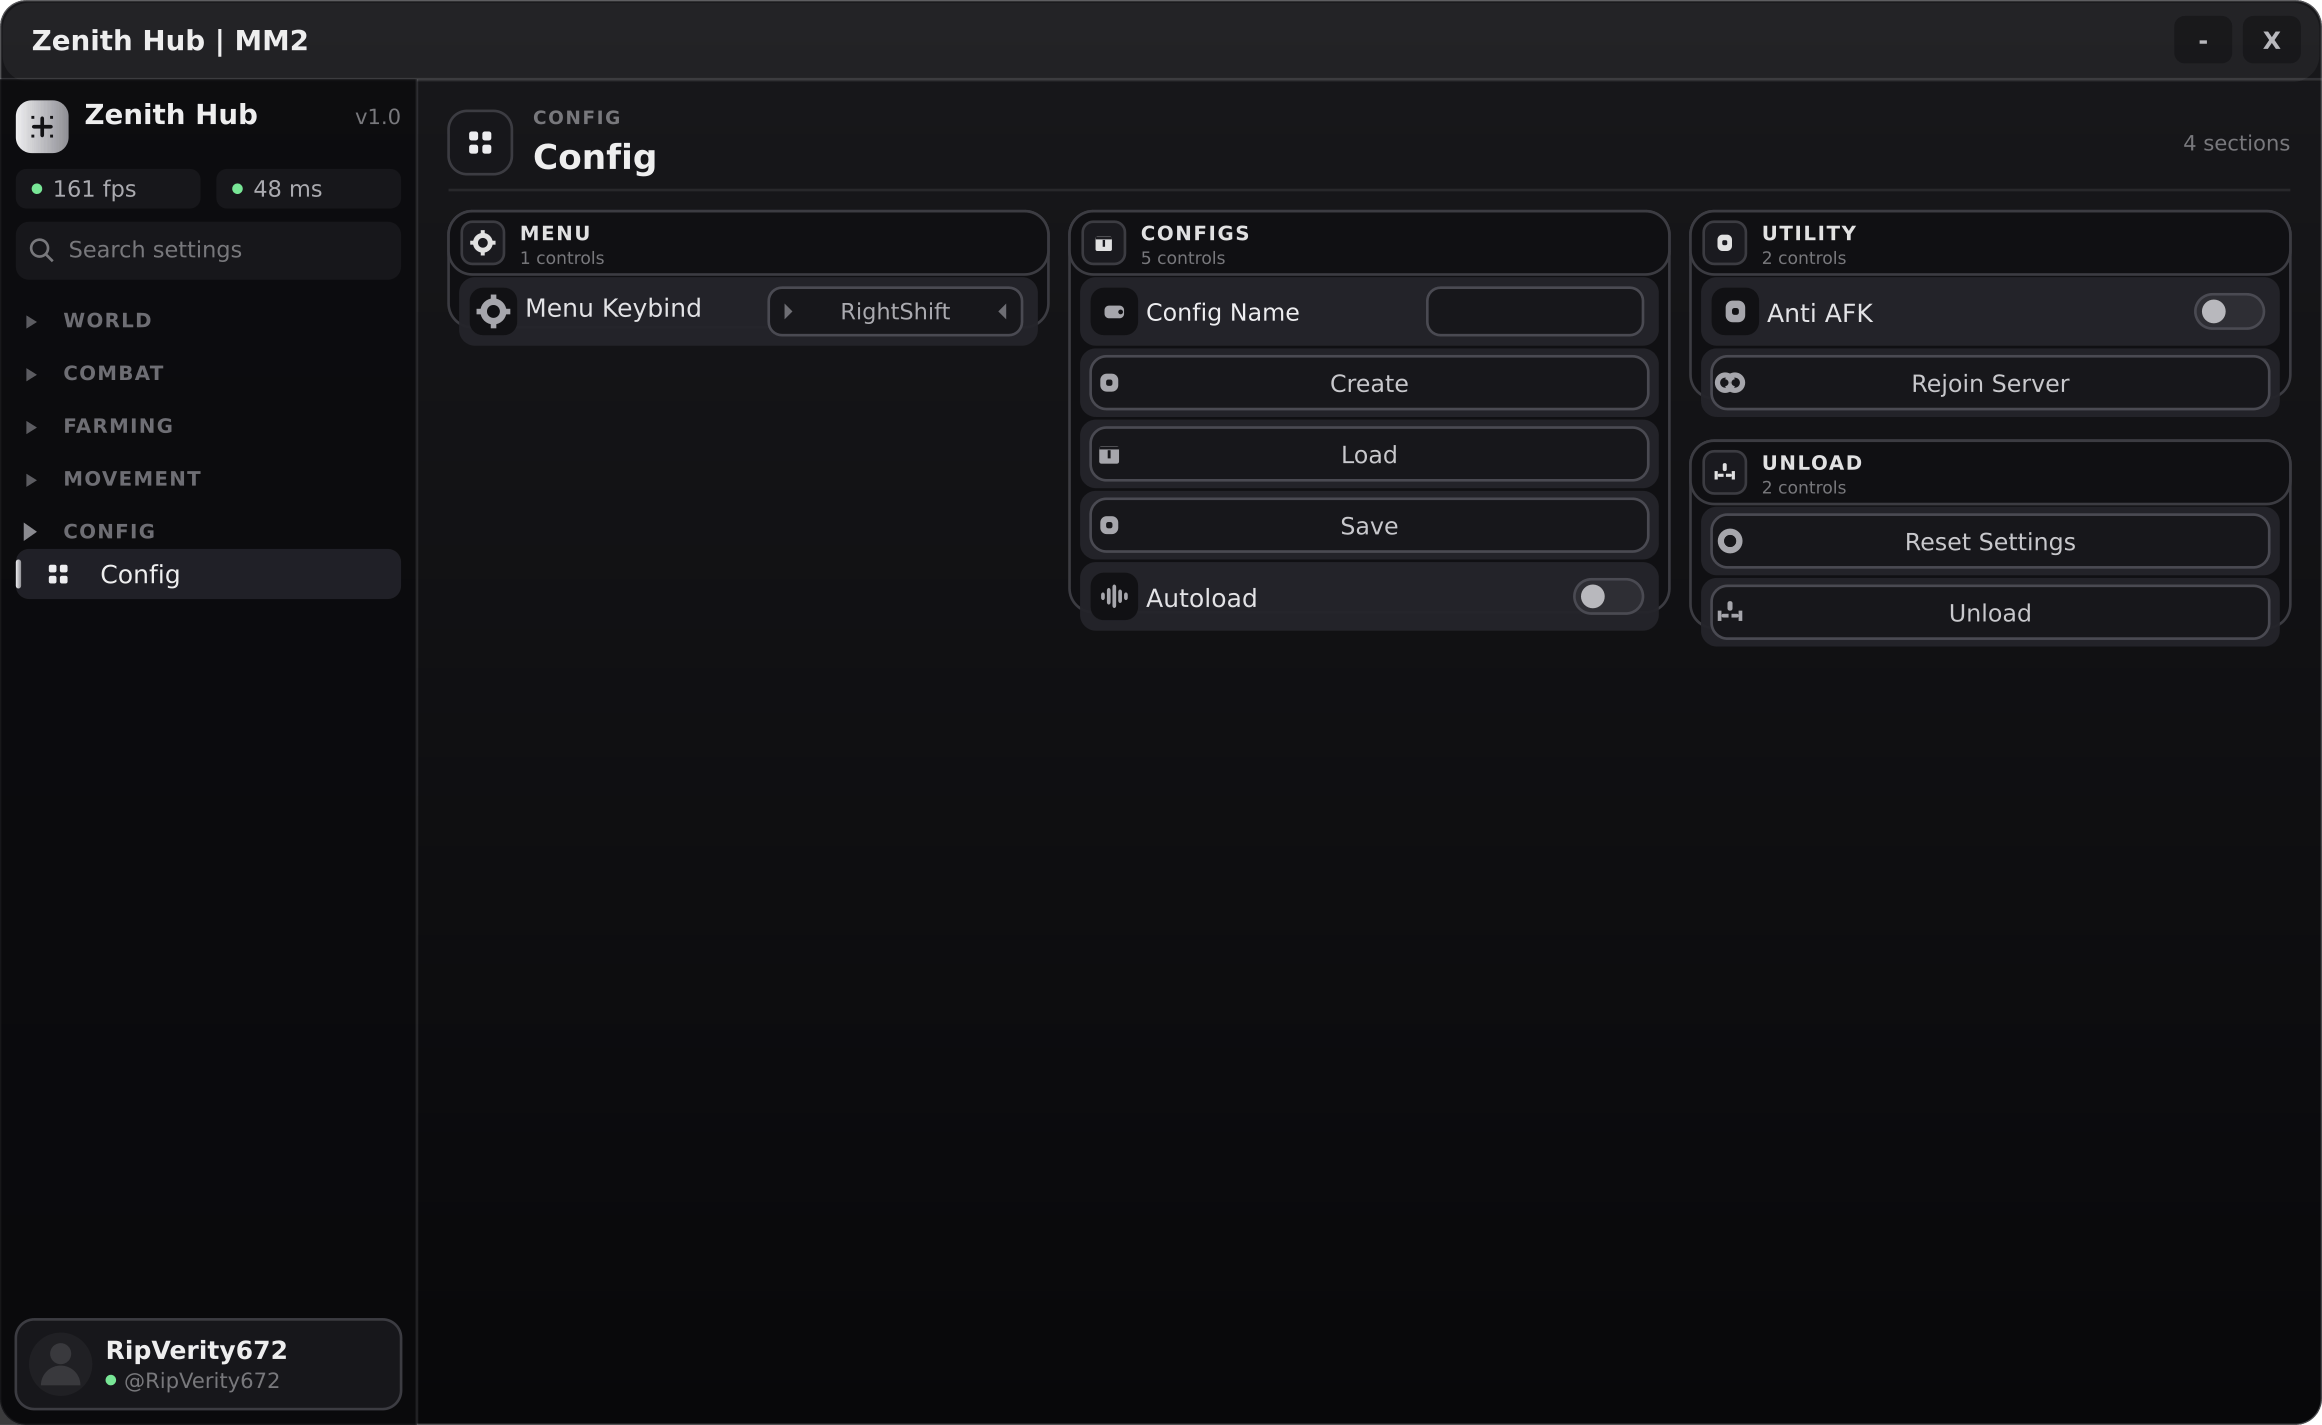 Zenith Hub | MM2
-
X
Zenith Hub
v1.0
161 fps
48 ms
Search settings
WORLD
COMBAT
FARMING
MOVEMENT
CONFIG
Config
RipVerity672
@RipVerity672
CONFIG
Config
4 sections
MENU
1 controls
Menu Keybind
RightShift
CONFIGS
5 controls
Config Name
Create
Load
Save
Autoload
UTILITY
2 controls
Anti AFK
Rejoin Server
UNLOAD
2 controls
Reset Settings
Unload